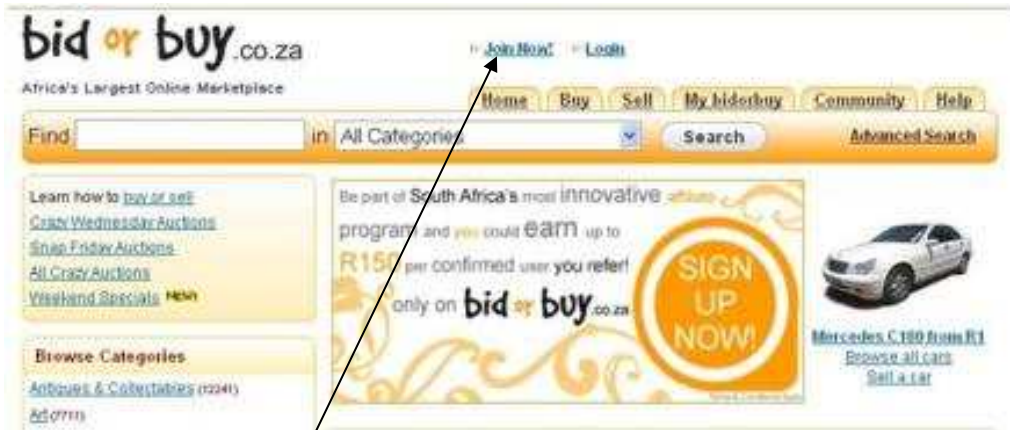 bid or buy.co.za
Africa's Largest Online Marketplace
Join Now! Login
Home Buy Sell My bidorbuy Community Help
Find in All Categories Search Advanced Search
Learn how to buy or sell
Crazy Wednesday Auctions
Snap Friday Auctions
All Crazy Auctions
Weekend Specials NEW!
Browse Categories
Antiques & Collectables (12241)
Art (7711)
Be part of South Africa's most innovative affiliate
program and you could earn up to
R150 per confirmed user you refer!
only on bid or buy.co.za
SIGN
UP
NOW!
Mercedes C180 from R1
Browse all cars
Sell a car